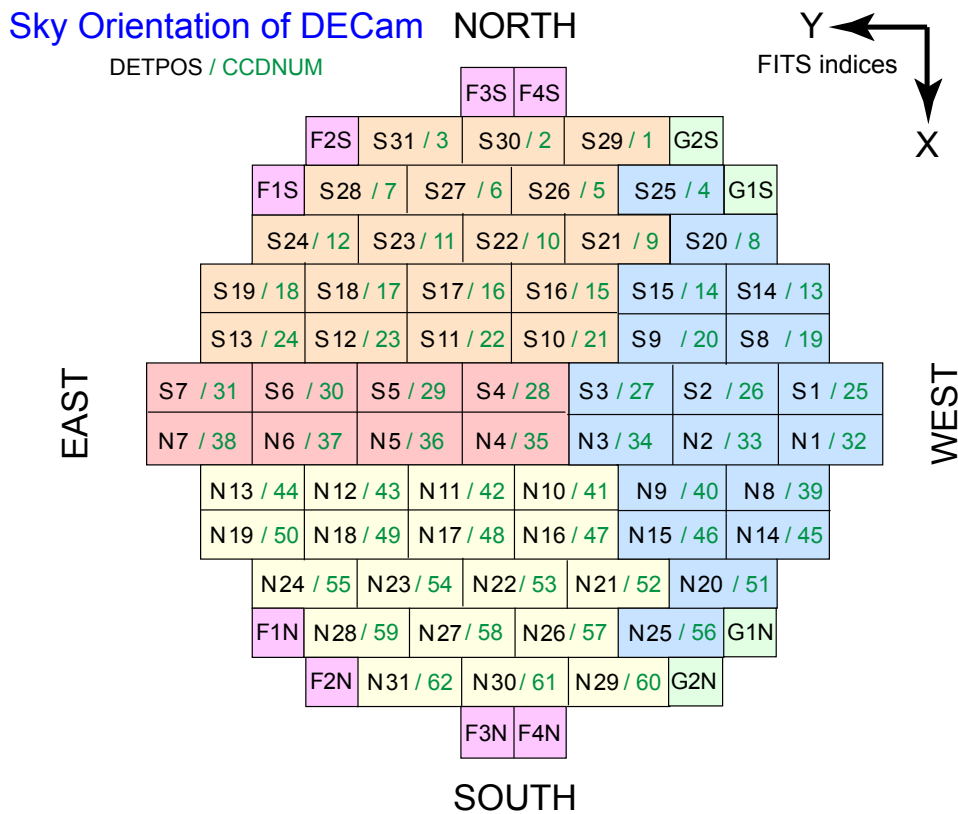 Sky Orientation of DECam NORTH Y
DETPOS / CCDNUM FITS indices
X
F3S F4S
F2S S31 / 3 S30 / 2 S29 / 1 G2S
F1S S28 / 7 S27 / 6 S26 / 5 S25 / 4 G1S
S24 / 12 S23 / 11 S22 / 10 S21 / 9 S20 / 8
S19 / 18 S18 / 17 S17 / 16 S16 / 15 S15 / 14 S14 / 13
S13 / 24 S12 / 23 S11 / 22 S10 / 21 S9 / 20 S8 / 19
EAST
S7 / 31 S6 / 30 S5 / 29 S4 / 28 S3 / 27 S2 / 26 S1 / 25
N7 / 38 N6 / 37 N5 / 36 N4 / 35 N3 / 34 N2 / 33 N1 / 32
WEST
N13 / 44 N12 / 43 N11 / 42 N10 / 41 N9 / 40 N8 / 39
N19 / 50 N18 / 49 N17 / 48 N16 / 47 N15 / 46 N14 / 45
N24 / 55 N23 / 54 N22 / 53 N21 / 52 N20 / 51
F1N N28 / 59 N27 / 58 N26 / 57 N25 / 56 G1N
F2N N31 / 62 N30 / 61 N29 / 60 G2N
F3N F4N
SOUTH